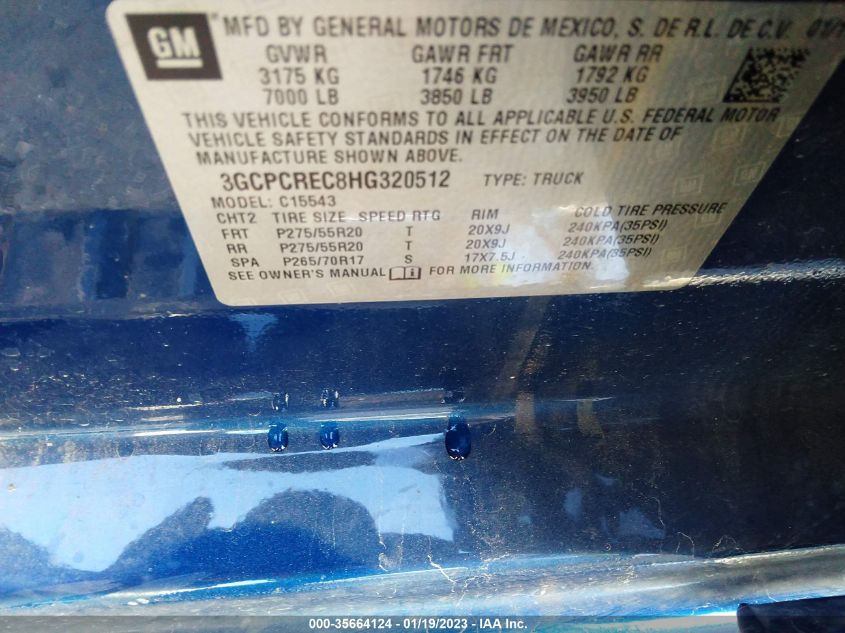 GM
MFD BY GENERAL MOTORS DE MEXICO, S. DE R.L. DE C.V. 01/1
GVWR GAWR FRT GAWR RR
3175 KG 1746 KG 1792 KG
7000 LB 3850 LB 3950 LB
THIS VEHICLE CONFORMS TO ALL APPLICABLE U.S. FEDERAL MOTOR
VEHICLE SAFETY STANDARDS IN EFFECT ON THE DATE OF
MANUFACTURE SHOWN ABOVE.
3GCPCREC8HG320512 TYPE: TRUCK
MODEL: C15543
CHT2 TIRE SIZE SPEED RTG RIM COLD TIRE PRESSURE
FRT P275/55R20 T 20X9J 240KPA(35PSI)
RR P275/55R20 T 20X9J 240KPA(35PSI)
SPA P265/70R17 S 17X7.5J 240KPA(35PSI)
SEE OWNER'S MANUAL FOR MORE INFORMATION.
000-35664124 - 01/19/2023 - IAA Inc.